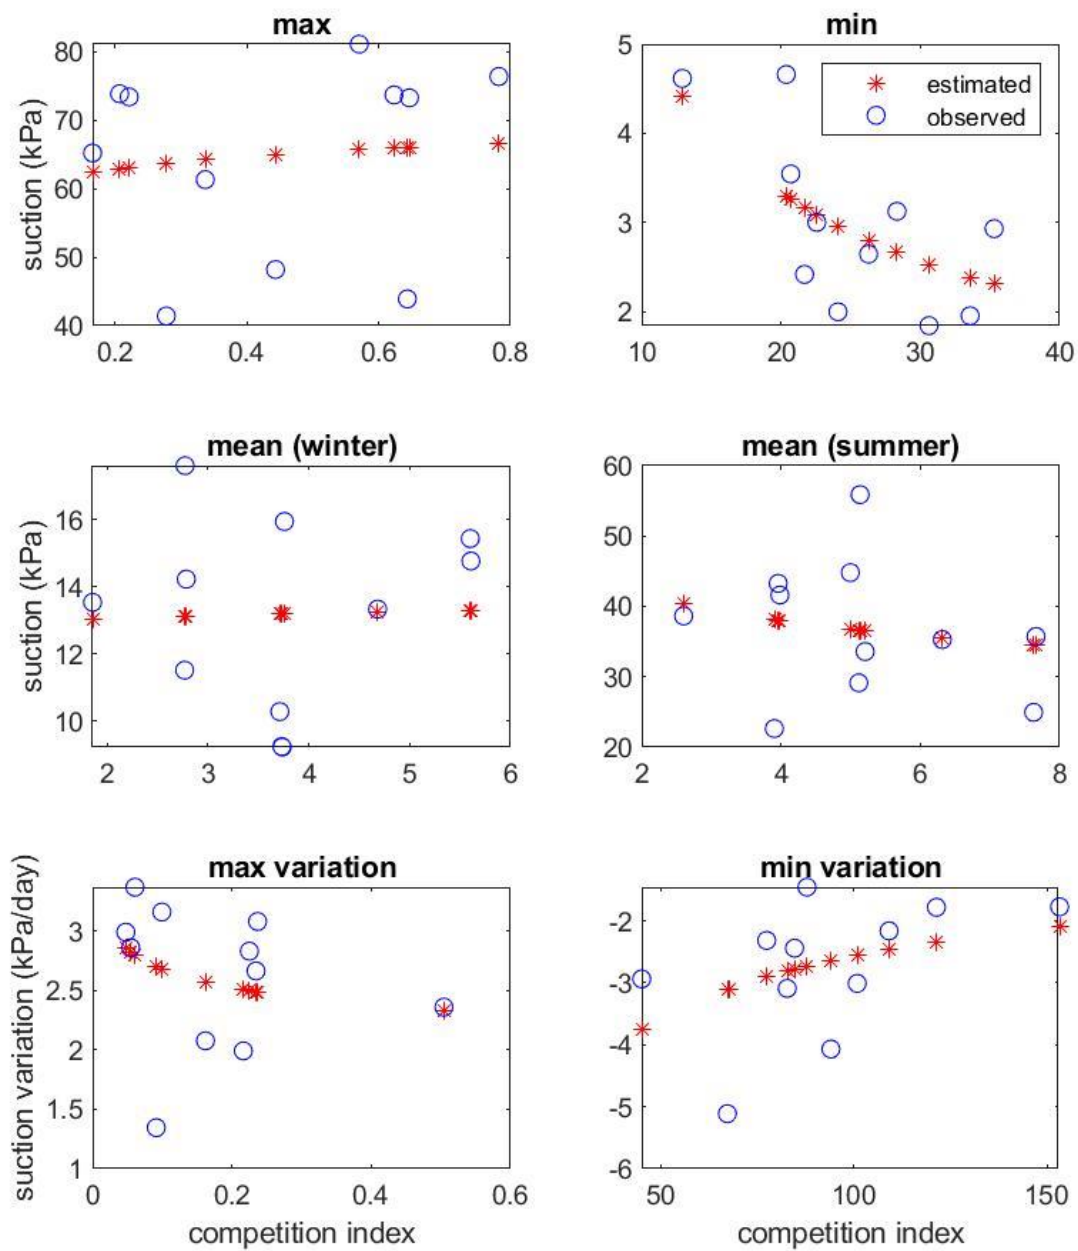 max
suction (kPa)
80
70
60
50
40
0.2 0.4 0.6 0.8
min
estimated
observed
5
4
3
2
10 20 30 40
mean (winter)
suction (kPa)
16
14
12
10
2 3 4 5 6
mean (summer)
60
50
40
30
20
2 4 6 8
max variation
suction variation (kPa/day)
3
2.5
2
1.5
1
0 0.2 0.4 0.6
competition index
min variation
-2
-3
-4
-5
-6
50 100 150
competition index